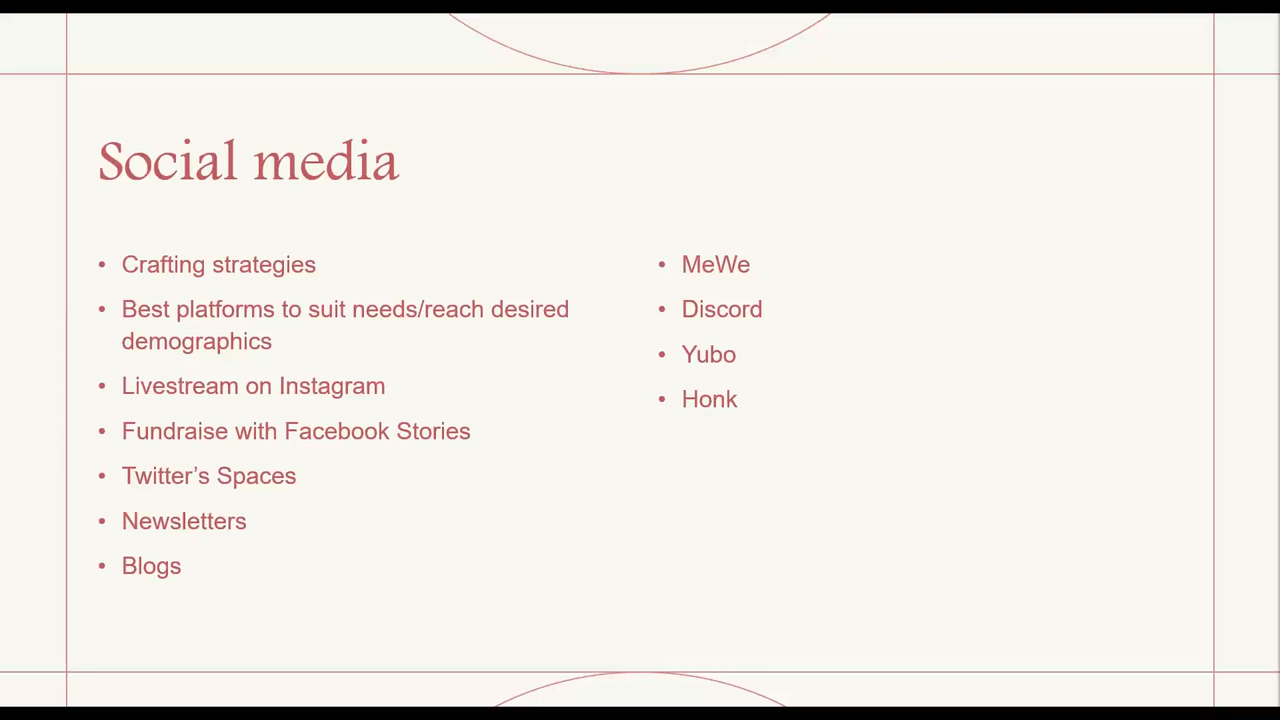 Social media
• Crafting strategies
• Best platforms to suit needs/reach desired
demographics
• Livestream on Instagram
• Fundraise with Facebook Stories
• Twitter’s Spaces
• Newsletters
• Blogs
• MeWe
• Discord
• Yubo
• Honk